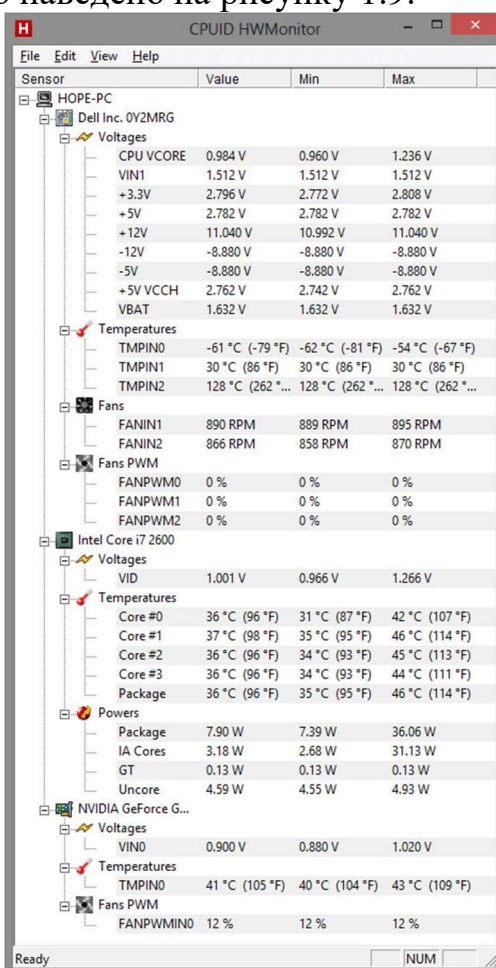 наведено на рисунку 1.9.
CPUID HWMonitor
File Edit View Help
Sensor Value Min Max
HOPE-PC
Dell Inc. 0Y2MRG
Voltages
CPU VCORE 0.984 V 0.960 V 1.236 V
VIN1 1.512 V 1.512 V 1.512 V
+3.3V 2.796 V 2.772 V 2.808 V
+5V 2.782 V 2.782 V 2.782 V
+12V 11.040 V 10.992 V 11.040 V
-12V -8.880 V -8.880 V -8.880 V
-5V -8.880 V -8.880 V -8.880 V
+5V VCCH 2.762 V 2.742 V 2.762 V
VBAT 1.632 V 1.632 V 1.632 V
Temperatures
TMPIN0 -61 °C (-79 °F) -62 °C (-81 °F) -54 °C (-67 °F)
TMPIN1 30 °C (86 °F) 30 °C (86 °F) 30 °C (86 °F)
TMPIN2 128 °C (262 °... 128 °C (262 °... 128 °C (262 °...
Fans
FANIN1 890 RPM 889 RPM 895 RPM
FANIN2 866 RPM 858 RPM 870 RPM
Fans PWM
FANPWM0 0 % 0 % 0 %
FANPWM1 0 % 0 % 0 %
FANPWM2 0 % 0 % 0 %
Intel Core i7 2600
Voltages
VID 1.001 V 0.966 V 1.266 V
Temperatures
Core #0 36 °C (96 °F) 31 °C (87 °F) 42 °C (107 °F)
Core #1 37 °C (98 °F) 35 °C (95 °F) 46 °C (114 °F)
Core #2 36 °C (96 °F) 34 °C (93 °F) 45 °C (113 °F)
Core #3 36 °C (96 °F) 34 °C (93 °F) 44 °C (111 °F)
Package 36 °C (96 °F) 35 °C (95 °F) 46 °C (114 °F)
Powers
Package 7.90 W 7.39 W 36.06 W
IA Cores 3.18 W 2.68 W 31.13 W
GT 0.13 W 0.13 W 0.13 W
Uncore 4.59 W 4.55 W 4.93 W
NVIDIA GeForce G...
Voltages
VIN0 0.900 V 0.880 V 1.020 V
Temperatures
TMPIN0 41 °C (105 °F) 40 °C (104 °F) 43 °C (109 °F)
Fans PWM
FANPWMIN0 12 % 12 % 12 %
Ready NUM